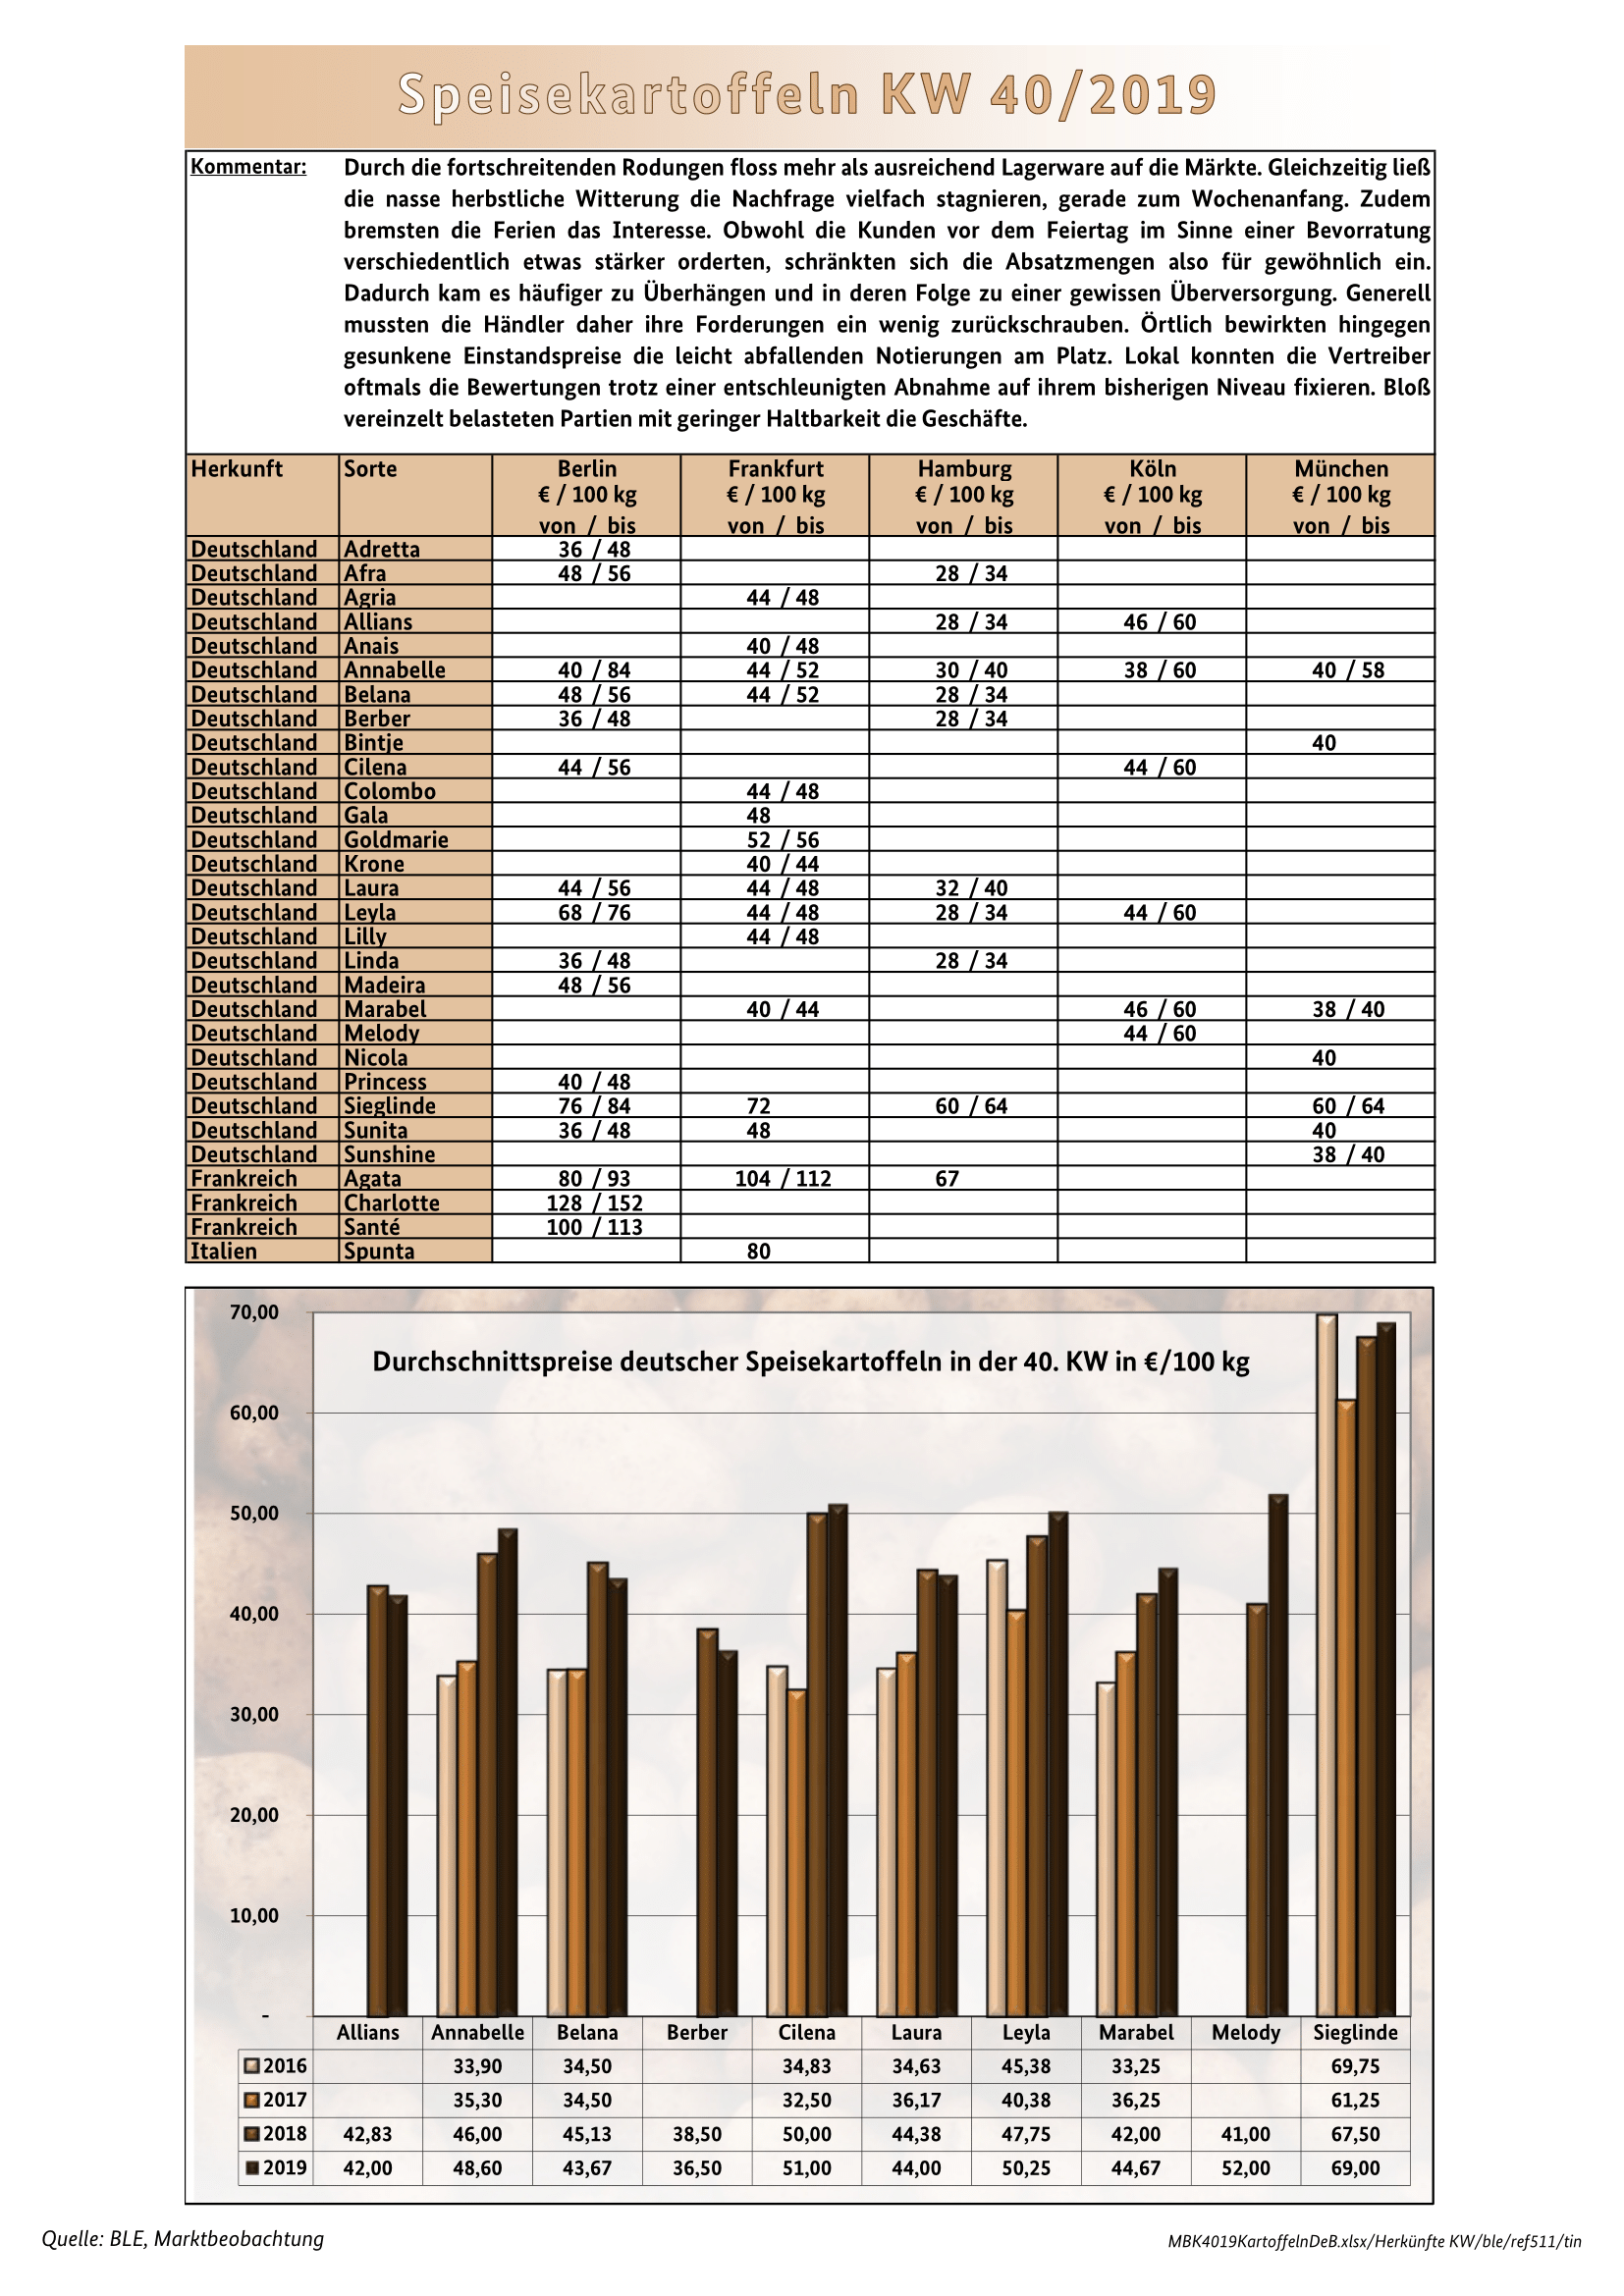 Speisekartoffeln KW 40/2019
Kommentar: Durch die fortschreitenden Rodungen floss mehr als ausreichend Lagerware auf die Märkte. Gleichzeitig ließ
die nasse herbstliche Witterung die Nachfrage vielfach stagnieren, gerade zum Wochenanfang. Zudem
bremsten die Ferien das Interesse. Obwohl die Kunden vor dem Feiertag im Sinne einer Bevorratung
verschiedentlich etwas stärker orderten, schränkten sich die Absatzmengen also für gewöhnlich ein.
Dadurch kam es häufiger zu Überhängen und in deren Folge zu einer gewissen Überversorgung. Generell
mussten die Händler daher ihre Forderungen ein wenig zurückschrauben. Örtlich bewirkten hingegen
gesunkene Einstandspreise die leicht abfallenden Notierungen am Platz. Lokal konnten die Vertreiber
oftmals die Bewertungen trotz einer entschleunigten Abnahme auf ihrem bisherigen Niveau fixieren. Bloß
vereinzelt belasteten Partien mit geringer Haltbarkeit die Geschäfte.
Herkunft Sorte Berlin Frankfurt Hamburg Köln München
€ / 100 kg € / 100 kg € / 100 kg € / 100 kg € / 100 kg
von / bis von / bis von / bis von / bis von / bis
Deutschland Adretta 36 / 48
Deutschland Afra 48 / 56 28 / 34
Deutschland Agria 44 / 48
Deutschland Allians 28 / 34 46 / 60
Deutschland Anais 40 / 48
Deutschland Annabelle 40 / 84 44 / 52 30 / 40 38 / 60 40 / 58
Deutschland Belana 48 / 56 44 / 52 28 / 34
Deutschland Berber 36 / 48 28 / 34
Deutschland Bintje 40
Deutschland Cilena 44 / 56 44 / 60
Deutschland Colombo 44 / 48
Deutschland Gala 48
Deutschland Goldmarie 52 / 56
Deutschland Krone 40 / 44
Deutschland Laura 44 / 56 44 / 48 32 / 40
Deutschland Leyla 68 / 76 44 / 48 28 / 34 44 / 60
Deutschland Lilly 44 / 48
Deutschland Linda 36 / 48 28 / 34
Deutschland Madeira 48 / 56
Deutschland Marabel 40 / 44 46 / 60 38 / 40
Deutschland Melody 44 / 60
Deutschland Nicola 40
Deutschland Princess 40 / 48
Deutschland Sieglinde 76 / 84 72 60 / 64 60 / 64
Deutschland Sunita 36 / 48 48 40
Deutschland Sunshine 38 / 40
Frankreich Agata 80 / 93 104 / 112 67
Frankreich Charlotte 128 / 152
Frankreich Santé 100 / 113
Italien Spunta 80
Durchschnittspreise deutscher Speisekartoffeln in der 40. KW in €/100 kg
70,00
60,00
50,00
40,00
30,00
20,00
10,00
-
Allians Annabelle Belana Berber Cilena Laura Leyla Marabel Melody Sieglinde
2016 33,90 34,50 34,83 34,63 45,38 33,25 69,75
2017 35,30 34,50 32,50 36,17 40,38 36,25 61,25
2018 42,83 46,00 45,13 38,50 50,00 44,38 47,75 42,00 41,00 67,50
2019 42,00 48,60 43,67 36,50 51,00 44,00 50,25 44,67 52,00 69,00
Quelle: BLE, Marktbeobachtung
MBK4019KartoffelnDeB.xlsx/Herkünfte KW/ble/ref511/tin